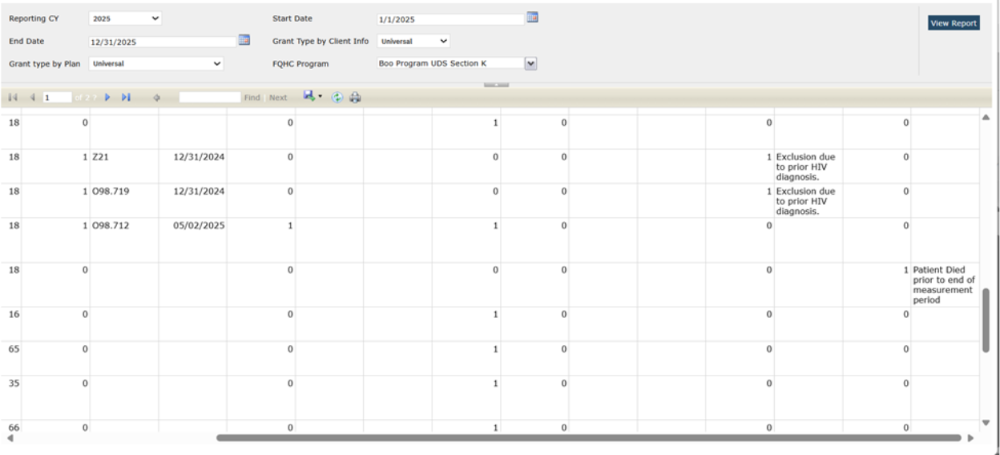 Reporting CY 2025 Start Date 1/1/2025 View Report
End Date 12/31/2025 Grant Type by Client Info Universal
Grant type by Plan Universal FQHC Program Boo Program UDS Section K
1 of 2 ? Find | Next
18 0 0 1 0 0 0
18 1 Z21 12/31/2024 0 0 0 1 Exclusion due 0
to prior HIV
diagnosis.
18 1 O98.719 12/31/2024 0 0 0 1 Exclusion due 0
to prior HIV
diagnosis.
18 1 O98.712 05/02/2025 1 1 0 0 0
18 0 0 0 0 0 1 Patient Died
prior to end of
measurement
period
16 0 0 1 0 0 0
65 0 0 1 0 0 0
35 0 0 1 0 0 0
66 0 0 1 0 0 0